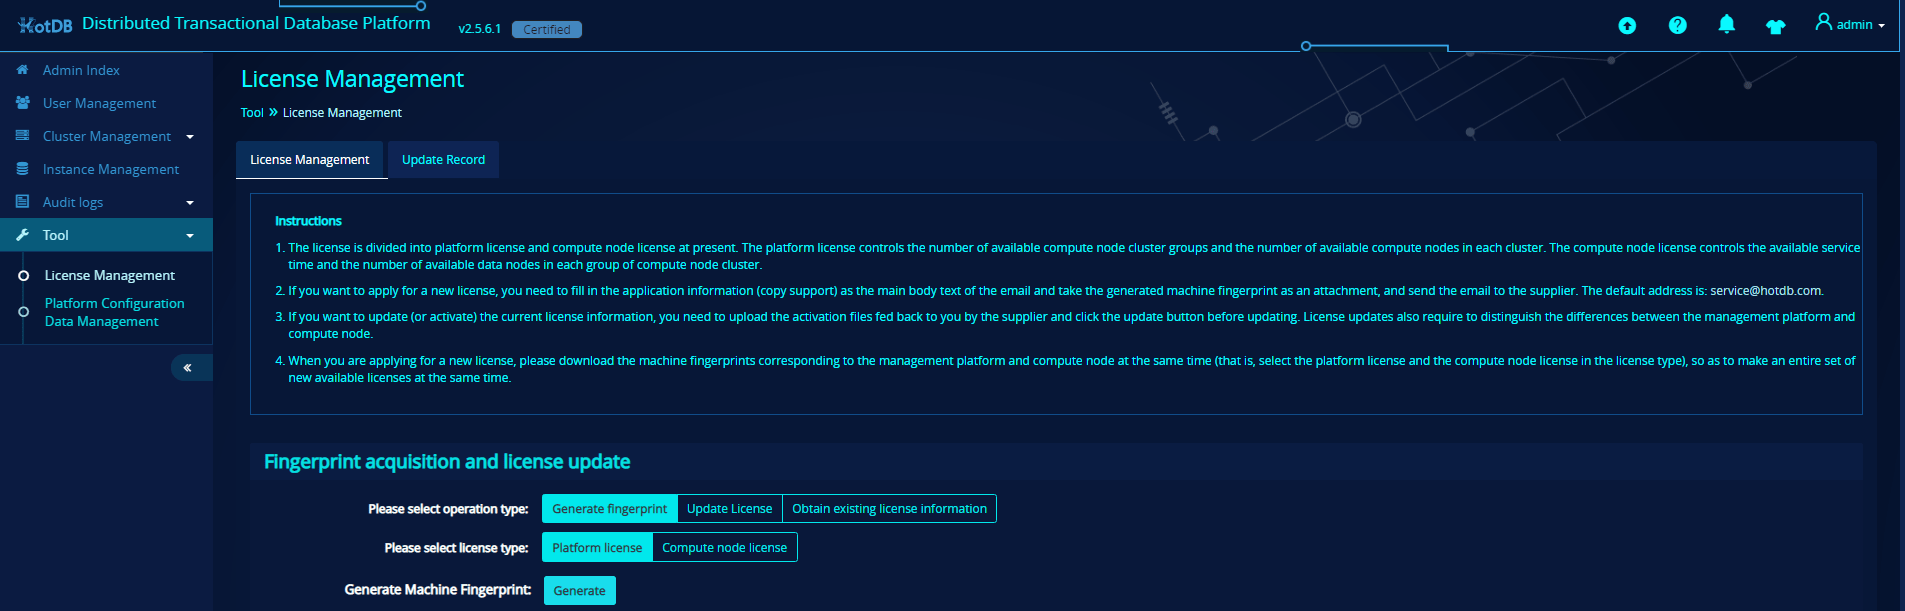 HotDB Distributed Transactional Database Platform v2.5.6.1 Certified
admin
Admin Index
User Management
Cluster Management
Instance Management
Audit logs
Tool
License Management
Platform Configuration
Data Management
License Management
Tool » License Management
License Management Update Record
Instructions
1. The license is divided into platform license and compute node license at present. The platform license controls the number of available compute node cluster groups and the number of available compute nodes in each cluster. The compute node license controls the available service
time and the number of available data nodes in each group of compute node cluster.
2. If you want to apply for a new license, you need to fill in the application information (copy support) as the main body text of the email and take the generated machine fingerprint as an attachment, and send the email to the supplier. The default address is: service@hotdb.com.
3. If you want to update (or activate) the current license information, you need to upload the activation files fed back to you by the supplier and click the update button before updating. License updates also require to distinguish the differences between the management platform and
compute node.
4. When you are applying for a new license, please download the machine fingerprints corresponding to the management platform and compute node at the same time (that is, select the platform license and the compute node license in the license type), so as to make an entire set of
new available licenses at the same time.
Fingerprint acquisition and license update
Please select operation type: Generate fingerprint Update License Obtain existing license information
Please select license type: Platform license Compute node license
Generate Machine Fingerprint: Generate